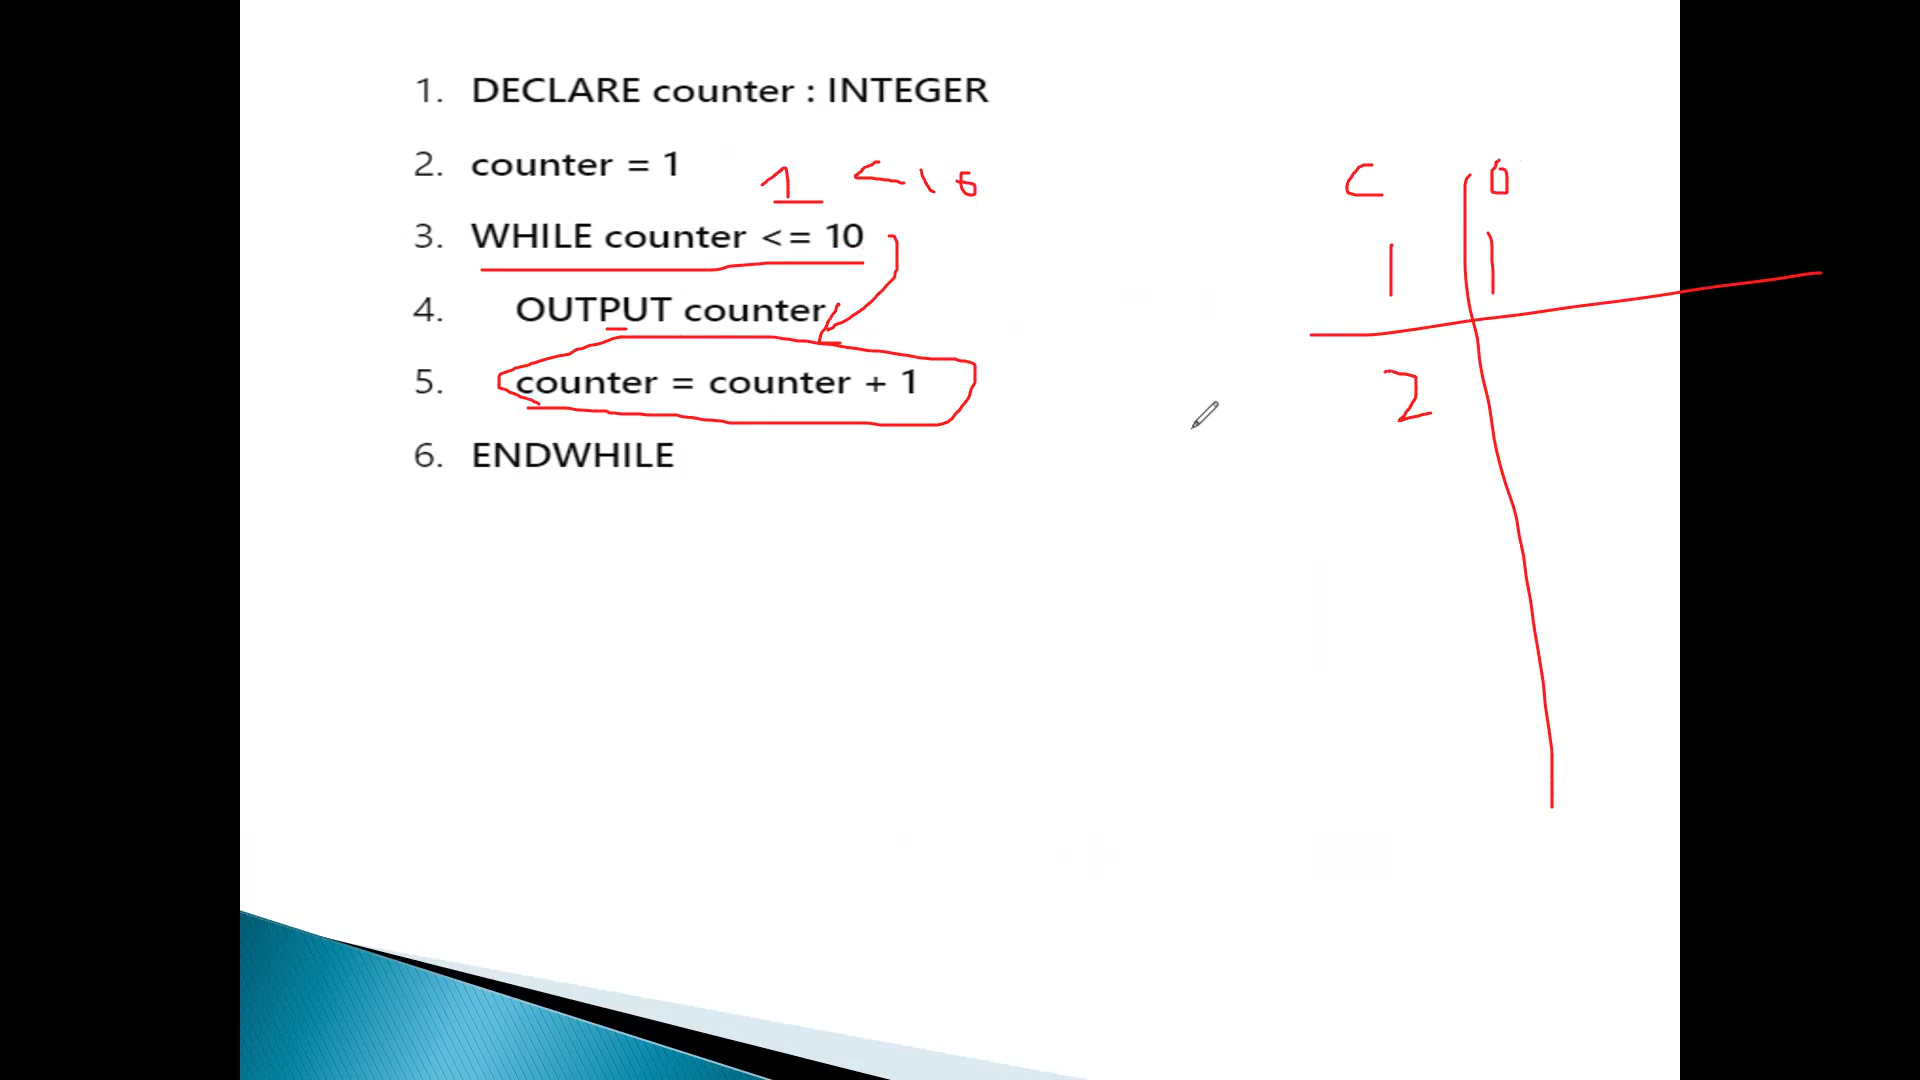 1. DECLARE counter : INTEGER
2. counter = 1
1 < 10
3. WHILE counter <= 10
4. OUTPUT counter
5. counter = counter + 1
6. ENDWHILE
C O
1 1
2